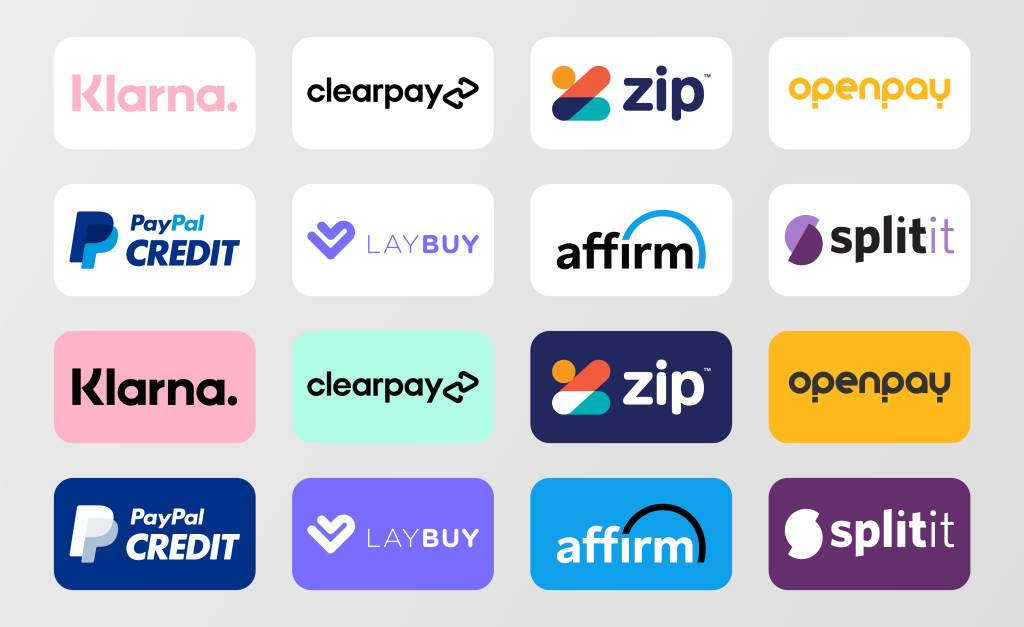 Klarna.
clearpay
zip™
openpay
PayPal
CREDIT
LAYBUY
affirm
splitit
Klarna.
clearpay
zip™
openpay
PayPal
CREDIT
LAYBUY
affirm
splitit